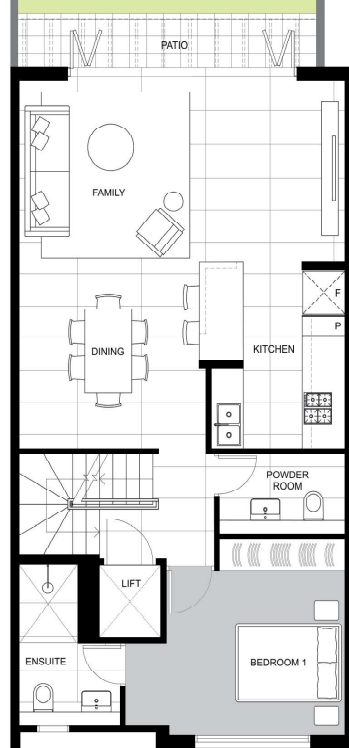 PATIO
FAMILY
F
P
DINING
KITCHEN
POWDER
ROOM
LIFT
ENSUITE
BEDROOM 1